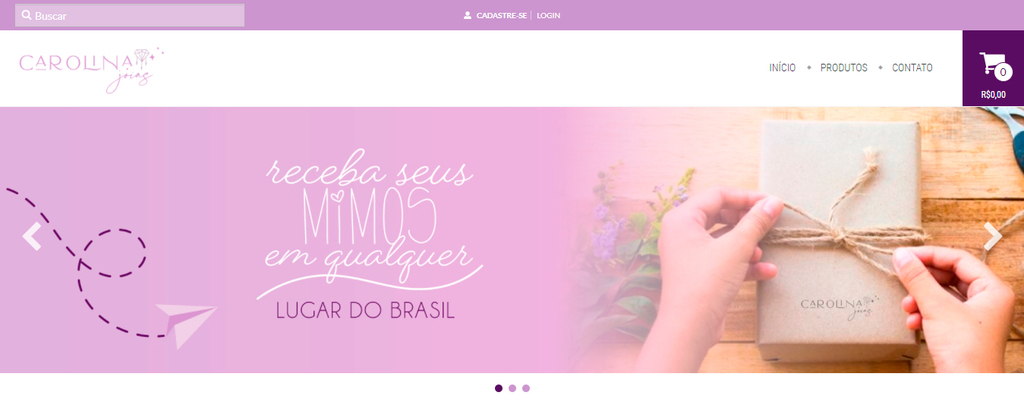 Buscar
CADASTRE-SE | LOGIN
CAROLINA
joias
INÍCIO • PRODUTOS • CONTATO
0
R$0,00
receba seus
MIMOS
em qualquer
LUGAR DO BRASIL
CAROLINA
joias